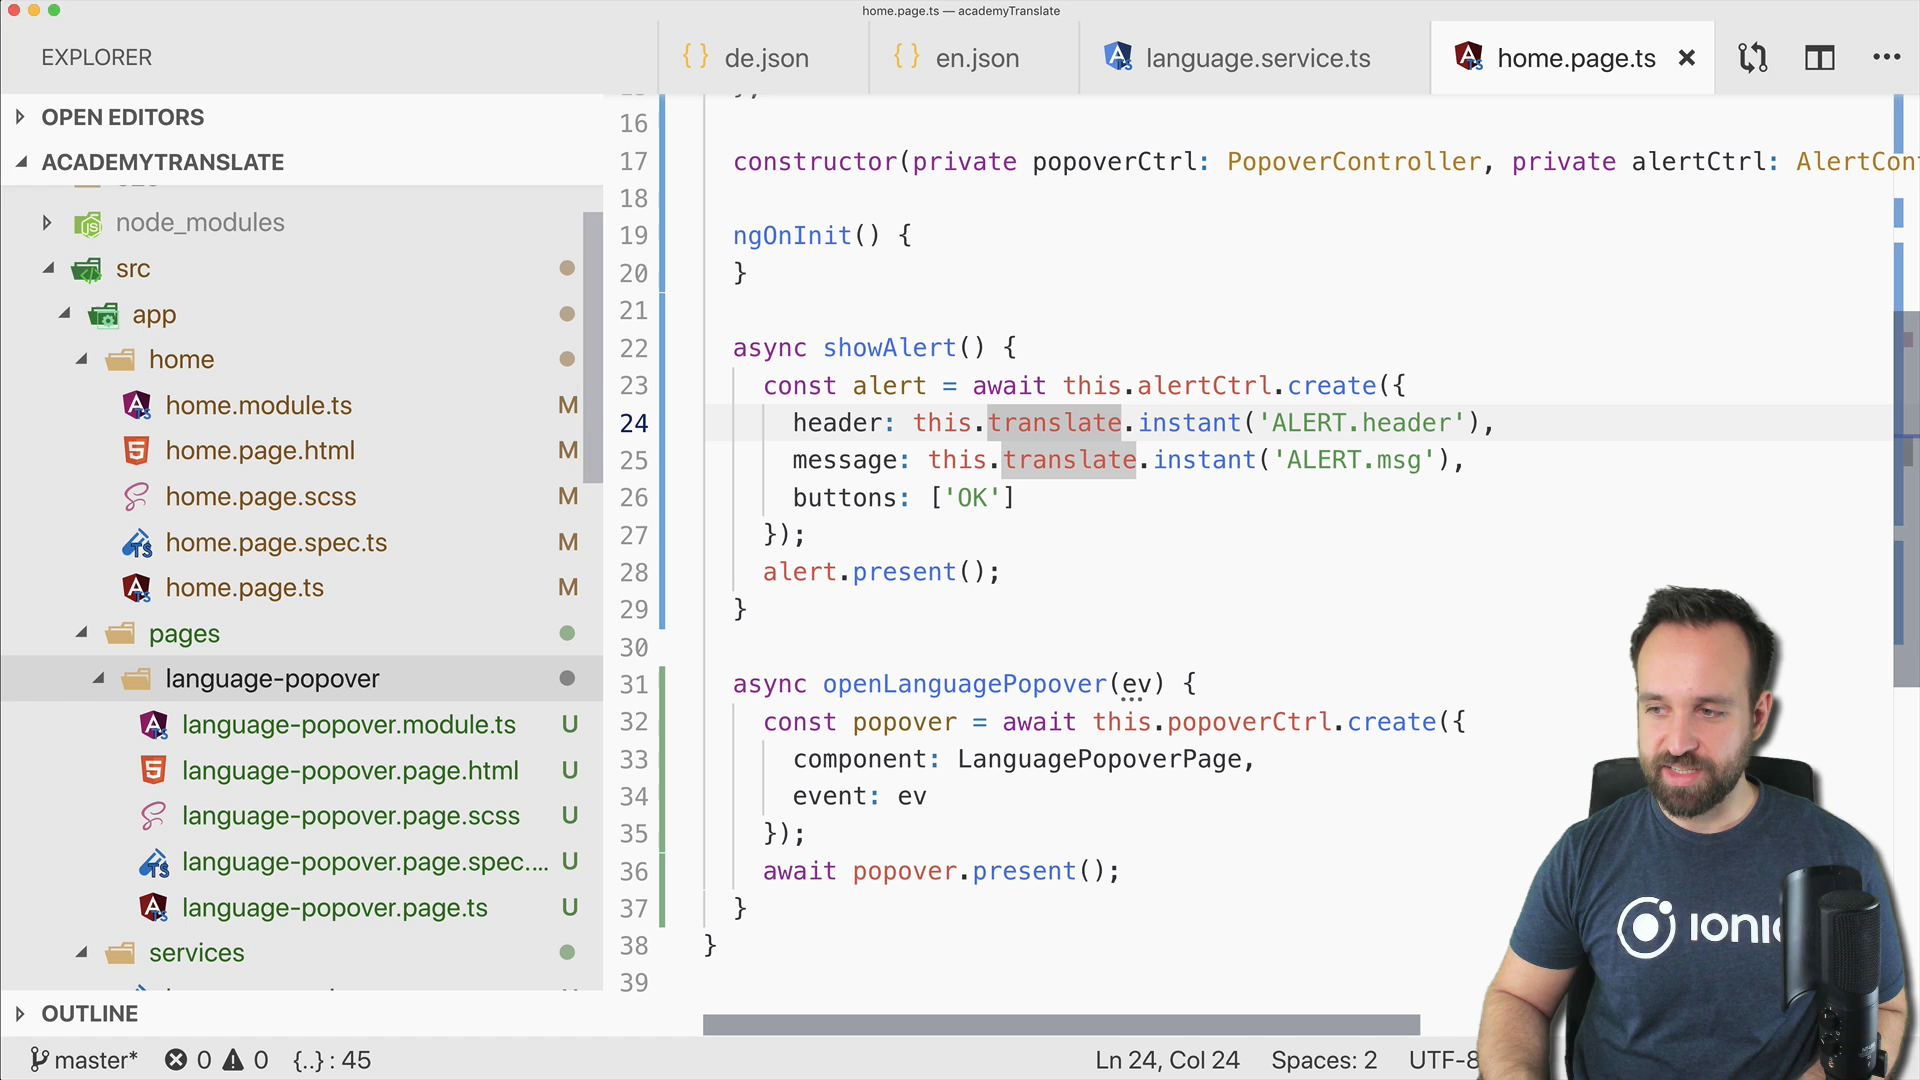 home.page.ts — academyTranslate
EXPLORER
de.json
en.json
language.service.ts
home.page.ts
OPEN EDITORS
ACADEMYTRANSLATE
node_modules
src
app
home
home.module.ts M
home.page.html M
home.page.scss M
home.page.spec.ts M
home.page.ts M
pages
language-popover
language-popover.module.ts U
language-popover.page.html U
language-popover.page.scss U
language-popover.page.spec.... U
language-popover.page.ts U
services
OUTLINE
16
17 constructor(private popoverCtrl: PopoverController, private alertCtrl: AlertCon
18
19 ngOnInit() {
20 }
21
22 async showAlert() {
23 const alert = await this.alertCtrl.create({
24 header: this.translate.instant('ALERT.header'),
25 message: this.translate.instant('ALERT.msg'),
26 buttons: ['OK']
27 });
28 alert.present();
29 }
30
31 async openLanguagePopover(ev) {
32 const popover = await this.popoverCtrl.create({
33 component: LanguagePopoverPage,
34 event: ev
35 });
36 await popover.present();
37 }
38 }
39
ionic
master* 0 0 {..} : 45
Ln 24, Col 24 Spaces: 2 UTF-8